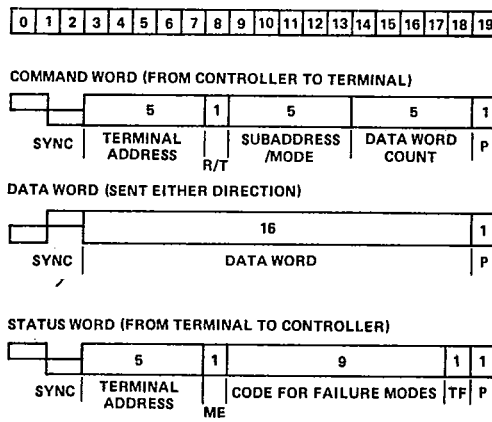 0 1 2 3 4 5 6 7 8 9 10 11 12 13 14 15 16 17 18 19
COMMAND WORD (FROM CONTROLLER TO TERMINAL)
5 1 5 5 1
SYNC TERMINAL ADDRESS R/T SUBADDRESS /MODE DATA WORD COUNT P
DATA WORD (SENT EITHER DIRECTION)
16 1
SYNC DATA WORD P
STATUS WORD (FROM TERMINAL TO CONTROLLER)
5 1 9 1 1
SYNC TERMINAL ADDRESS ME CODE FOR FAILURE MODES TF P